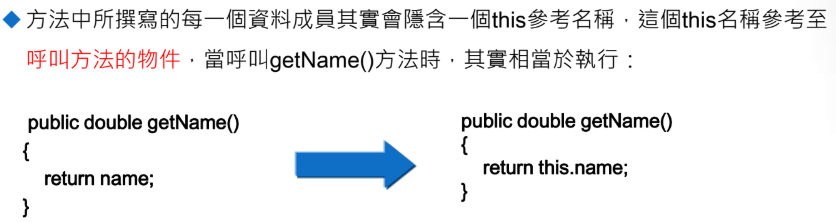 方法中所撰寫的每一個資料成員其實會隱含一個this參考名稱，這個this名稱參考至
呼叫方法的物件，當呼叫getName()方法時，其實相當於執行：
public double getName()
{
return name;
}
public double getName()
{
return this.name;
}